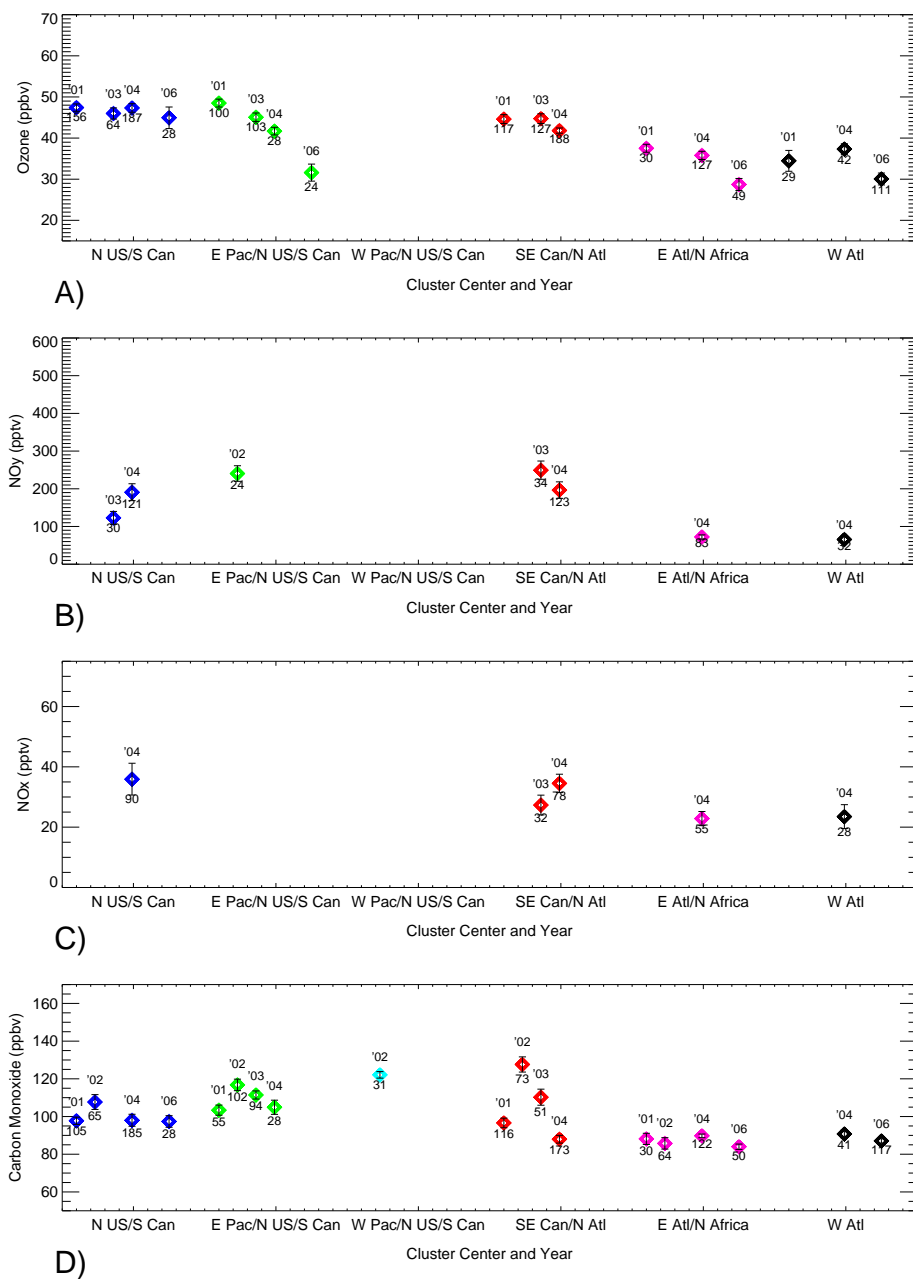 70
60
50
40
30
20
Ozone (ppbv)
'01 '03 '04 '06 '01 '03 '04 '06 '01 '03 '04 '01 '04 '06 '01 '04 '06
156 64 187 28 100 103 28 24 117 127 188 30 127 49 29 42 111
N US/S Can E Pac/N US/S Can W Pac/N US/S Can SE Can/N Atl E Atl/N Africa W Atl
Cluster Center and Year
A)
600
500
400
300
200
100
0
NOy (pptv)
'03 '04 '02 '03 '04 '04 '04
30 121 24 34 123 83 32
N US/S Can E Pac/N US/S Can W Pac/N US/S Can SE Can/N Atl E Atl/N Africa W Atl
Cluster Center and Year
B)
60
40
20
0
NOx (pptv)
'04 '03 '04 '04 '04
90 32 78 55 28
N US/S Can E Pac/N US/S Can W Pac/N US/S Can SE Can/N Atl E Atl/N Africa W Atl
Cluster Center and Year
C)
160
140
120
100
80
60
Carbon Monoxide (ppbv)
'01 '02 '04 '06 '01 '02 '03 '04 '02 '01 '02 '03 '04 '01 '02 '04 '06 '04 '06
105 65 185 28 55 102 94 28 31 116 73 51 173 30 64 122 50 41 117
N US/S Can E Pac/N US/S Can W Pac/N US/S Can SE Can/N Atl E Atl/N Africa W Atl
Cluster Center and Year
D)